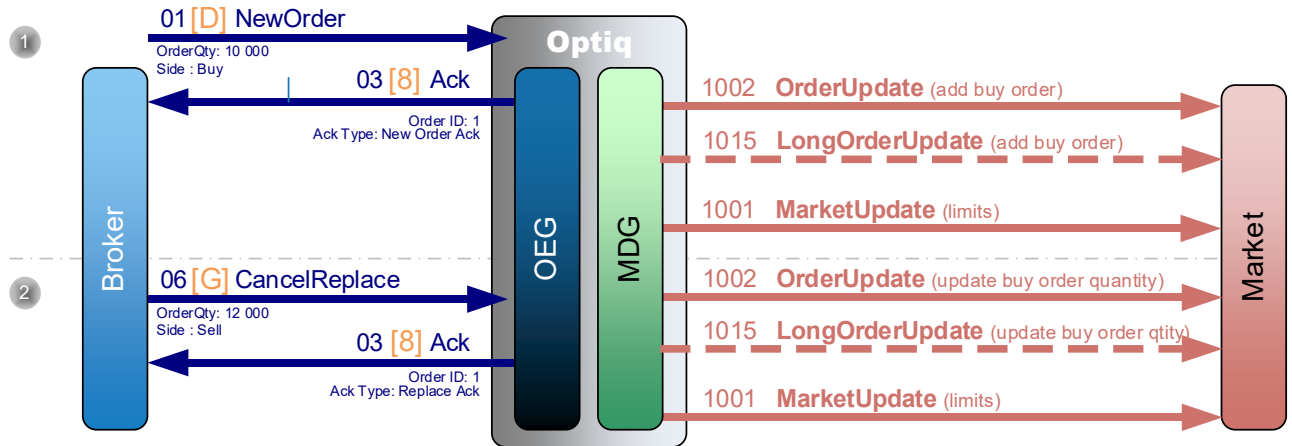 1
01 [D] NewOrder
OrderQty: 10 000
Side : Buy
03 [8] Ack
Order ID: 1
Ack Type: New Order Ack
Optiq
Broker
OEG
MDG
Market
1002 OrderUpdate (add buy order)
1015 LongOrderUpdate (add buy order)
1001 MarketUpdate (limits)
2
06 [G] CancelReplace
OrderQty: 12 000
Side : Sell
03 [8] Ack
Order ID: 1
Ack Type: Replace Ack
1002 OrderUpdate (update buy order quantity)
1015 LongOrderUpdate (update buy order qtity)
1001 MarketUpdate (limits)